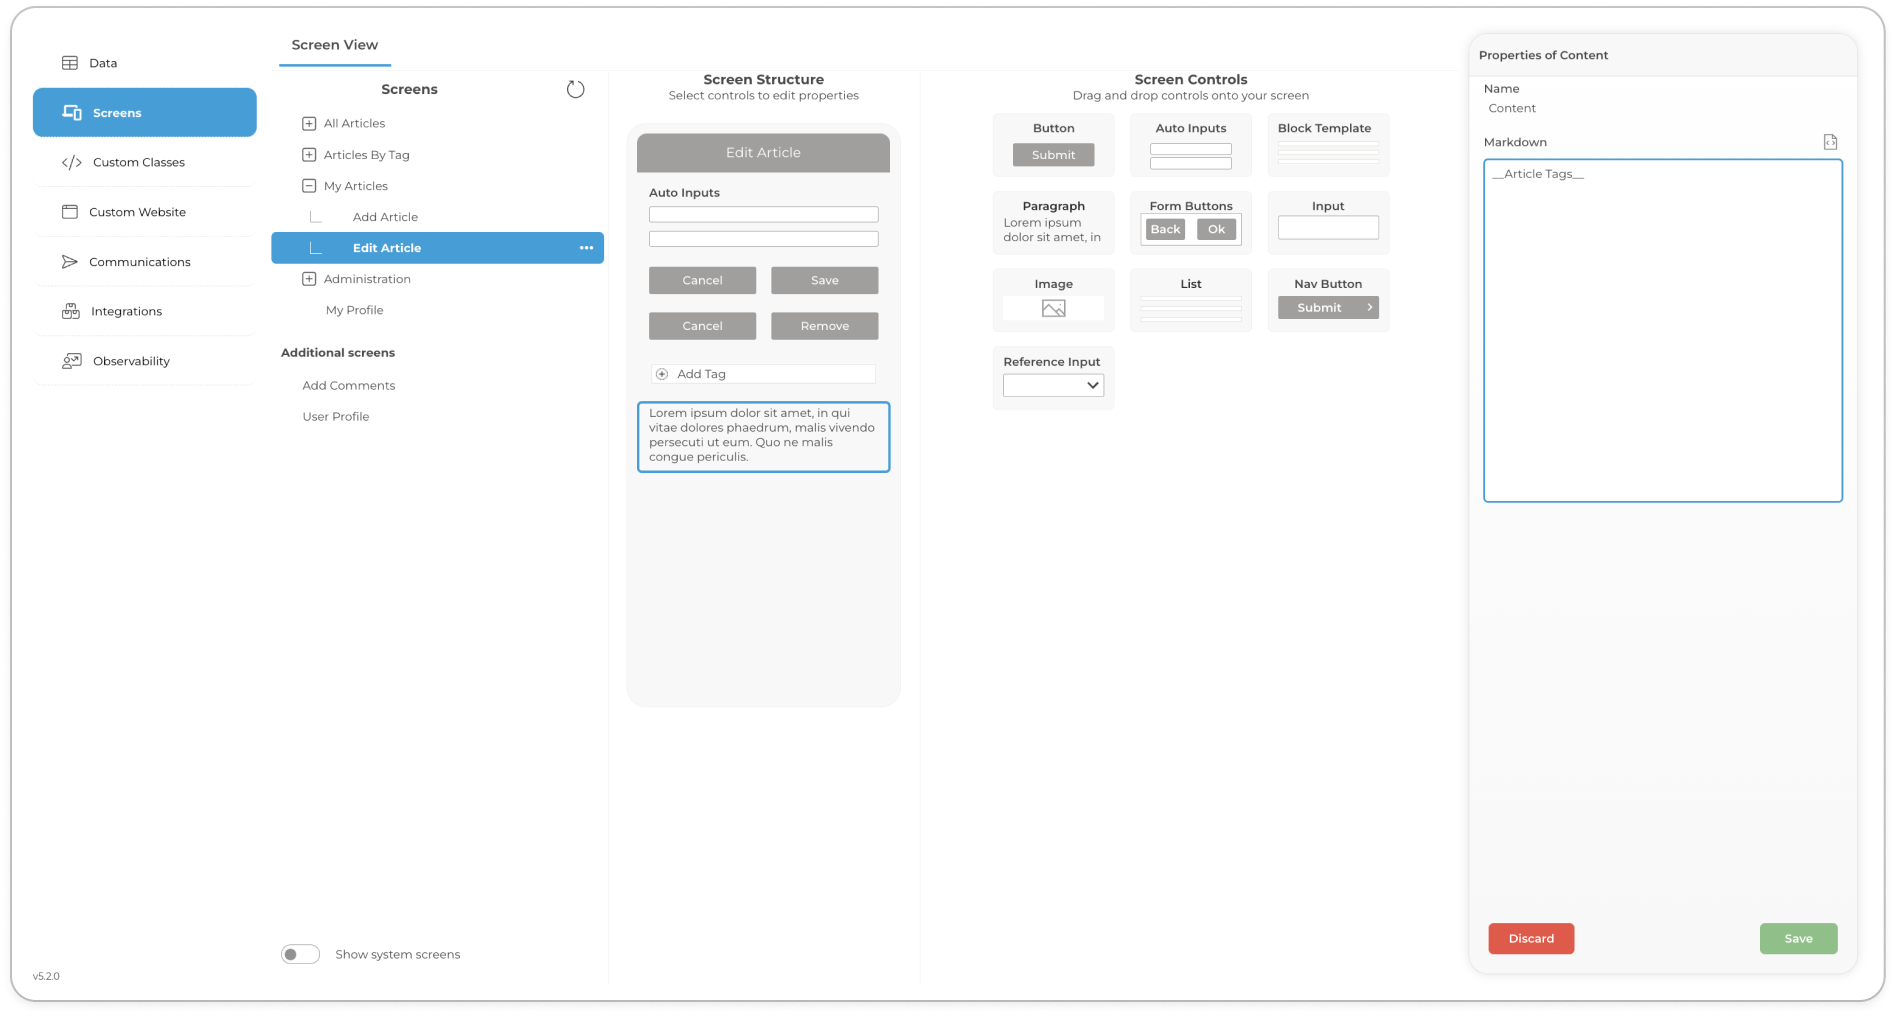 Data
Screens
Custom Classes
Custom Website
Communications
Integrations
Observability
v5.2.0
Screen View
Screens
All Articles
Articles By Tag
My Articles
Add Article
Edit Article
Administration
My Profile
Additional screens
Add Comments
User Profile
Show system screens
Screen Structure
Select controls to edit properties
Edit Article
Auto Inputs
Cancel Save
Cancel Remove
Add Tag
Lorem ipsum dolor sit amet, in qui
vitae dolores phaedrum, malis vivendo
persecuti ut eum. Quo ne malis
congue periculis.
Screen Controls
Drag and drop controls onto your screen
Button
Submit
Auto Inputs
Block Template
Paragraph
Lorem ipsum
dolor sit amet, in
Form Buttons
Back Ok
Input
Image
List
Nav Button
Submit
Reference Input
Properties of Content
Name
Content
Markdown
__Article Tags__
Discard
Save